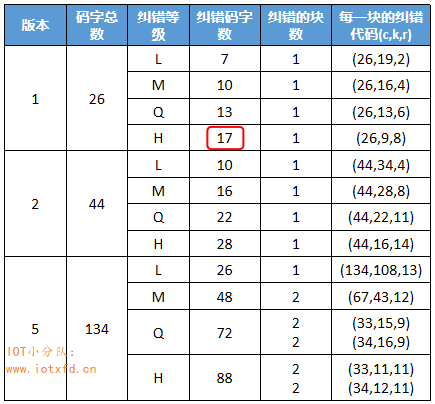 版本 码字总数 纠错等级 纠错码字数 纠错的块数 每一块的纠错代码(c,k,r)
1 26 L 7 1 (26,19,2)
M 10 1 (26,16,4)
Q 13 1 (26,13,6)
H 17 1 (26,9,8)
2 44 L 10 1 (44,34,4)
M 16 1 (44,28,8)
Q 22 1 (44,22,11)
H 28 1 (44,16,14)
5 134 L 26 1 (134,108,13)
M 48 2 (67,43,12)
Q 72 2 (33,15,9)
2 (34,16,9)
H 88 2 (33,11,11)
2 (34,12,11)
IOT小分队:
www.iotxfd.cn